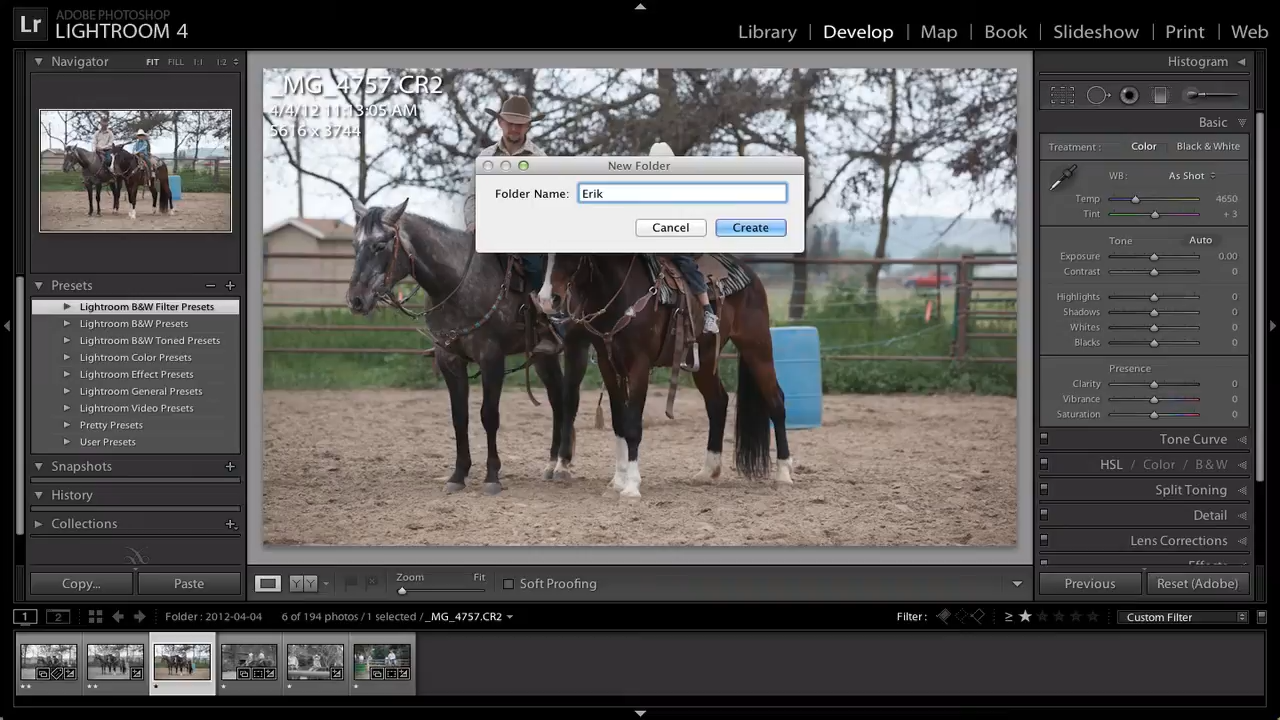 Lr
ADOBE PHOTOSHOP
LIGHTROOM 4
Library | Develop | Map | Book | Slideshow | Print | Web
Navigator FIT FILL 1:1 1:2
Presets
Lightroom B&W Filter Presets
Lightroom B&W Presets
Lightroom B&W Toned Presets
Lightroom Color Presets
Lightroom Effect Presets
Lightroom General Presets
Lightroom Video Presets
Pretty Presets
User Presets
Snapshots
History
Collections
Copy...
Paste
_MG_4757.CR2
4/4/12 11:13:05 AM
5616 x 3744
New Folder
Folder Name: Erik
Cancel
Create
Zoom Fit
Soft Proofing
Histogram
Basic
Treatment : Color Black & White
WB: As Shot
Temp 4650
Tint + 3
Tone Auto
Exposure 0.00
Contrast 0
Highlights 0
Shadows 0
Whites 0
Blacks 0
Presence
Clarity 0
Vibrance 0
Saturation 0
Tone Curve
HSL / Color / B & W
Split Toning
Detail
Lens Corrections
Previous
Reset (Adobe)
1 2 Folder : 2012-04-04 6 of 194 photos / 1 selected / _MG_4757.CR2 Filter: ≥ Custom Filter